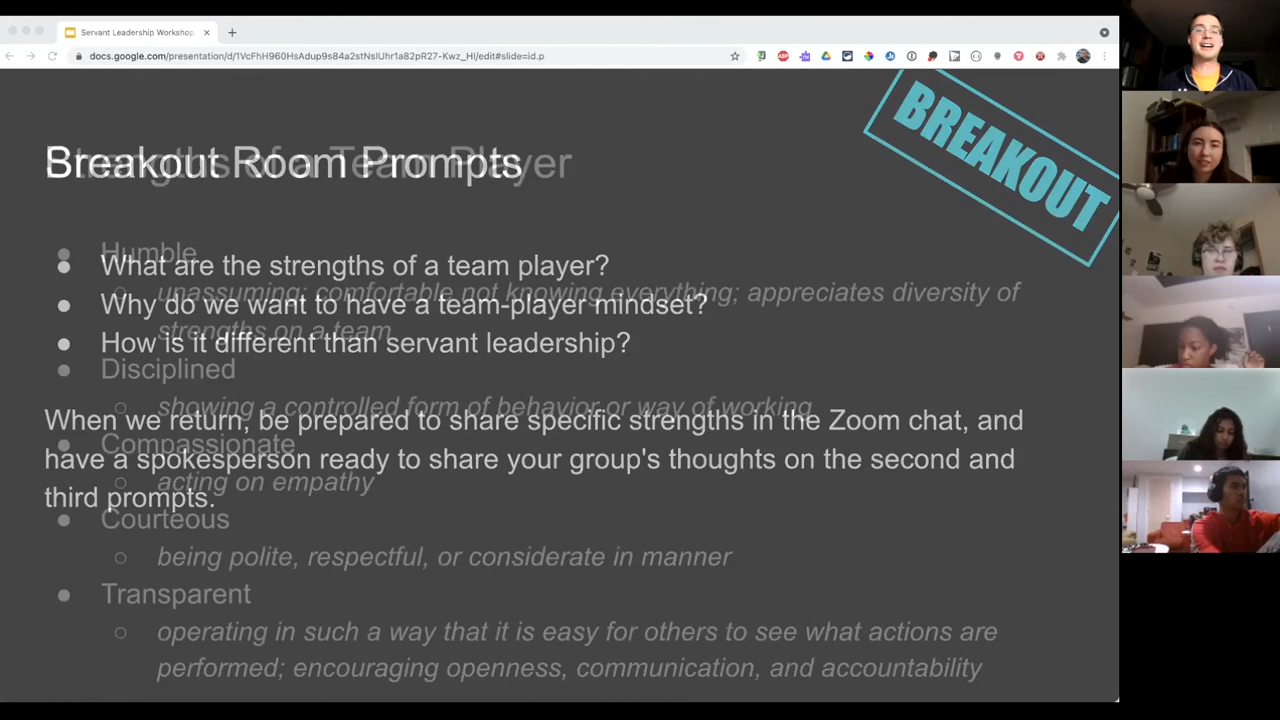 Servant Leadership Workshop
docs.google.com/presentation/d/1VcFhH960HsAdup9s84a2stNslUhr1a82pR27-Kwz_HI/edit#slide=id.p
BREAKOUT
Breakout Room Prompts
Strengths of a Team Player
Humble
What are the strengths of a team player?
unassuming; comfortable not knowing everything; appreciates diversity of
Why do we want to have a team-player mindset?
strengths on a team
How is it different than servant leadership?
Disciplined
showing a controlled form of behavior or way of working
When we return, be prepared to share specific strengths in the Zoom chat, and
Compassionate
have a spokesperson ready to share your group's thoughts on the second and
acting on empathy
third prompts.
Courteous
being polite, respectful, or considerate in manner
Transparent
operating in such a way that it is easy for others to see what actions are
performed; encouraging openness, communication, and accountability